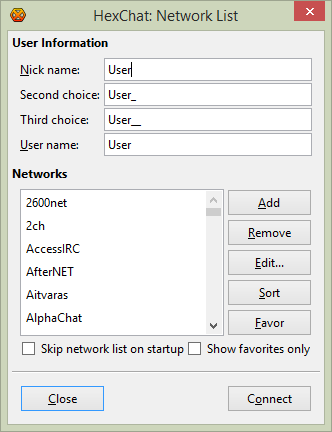 HexChat: Network List
User Information
Nick name: User
Second choice: User_
Third choice: User__
User name: User
Networks
2600net
2ch
AccessIRC
AfterNET
Aitvaras
AlphaChat
Add
Remove
Edit...
Sort
Favor
Skip network list on startup Show favorites only
Close Connect